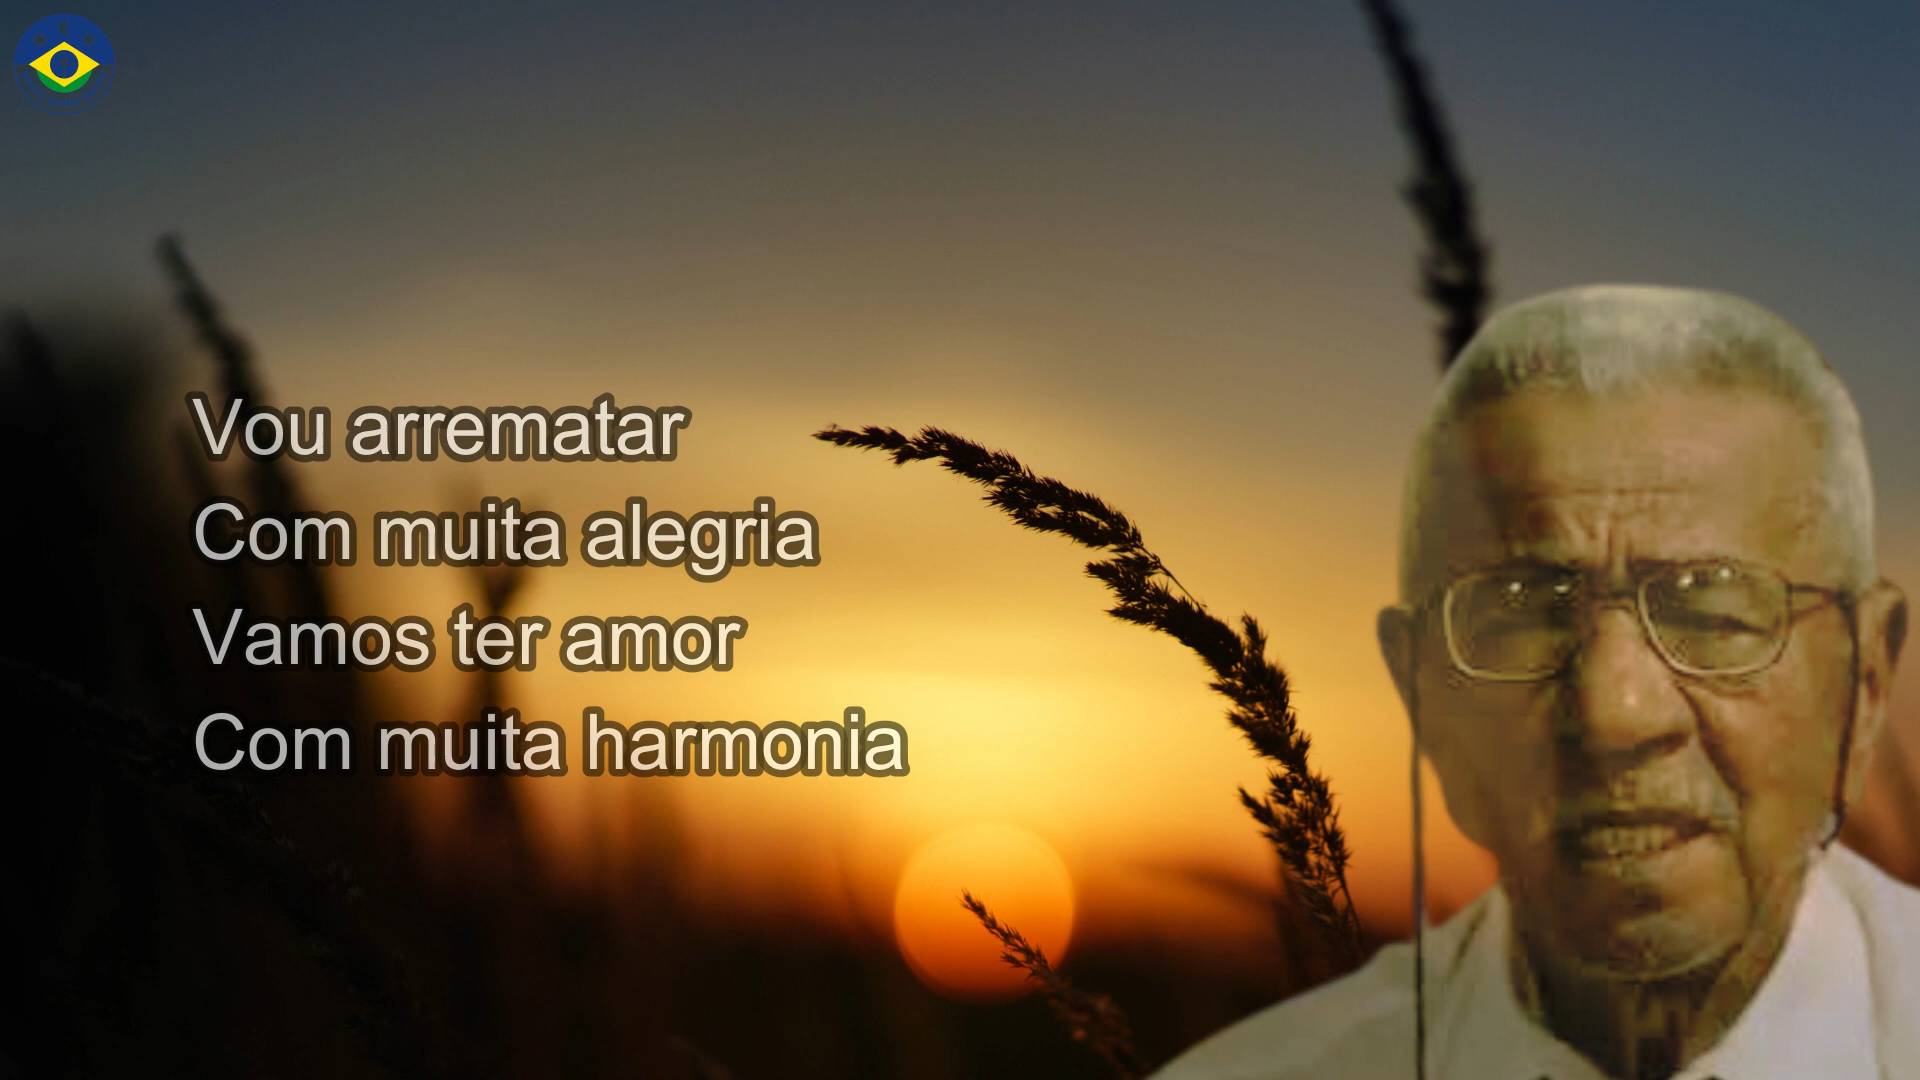 Vou arrematar
Com muita alegria
Vamos ter amor
Com muita harmonia